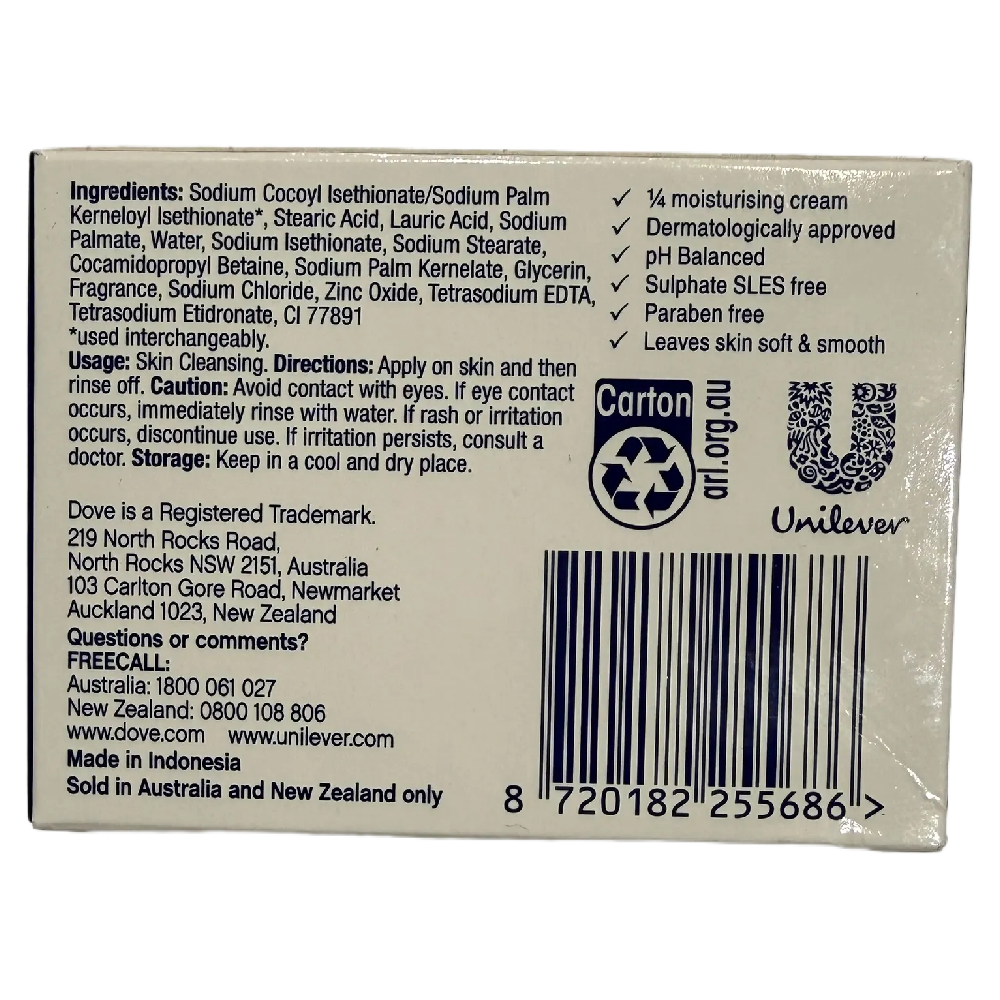 Ingredients: Sodium Cocoyl Isethionate/Sodium Palm
Kerneloyl Isethionate*, Stearic Acid, Lauric Acid, Sodium
Palmate, Water, Sodium Isethionate, Sodium Stearate,
Cocamidopropyl Betaine, Sodium Palm Kernelate, Glycerin,
Fragrance, Sodium Chloride, Zinc Oxide, Tetrasodium EDTA,
Tetrasodium Etidronate, CI 77891
*used interchangeably.
Usage: Skin Cleansing. Directions: Apply on skin and then
rinse off. Caution: Avoid contact with eyes. If eye contact
occurs, immediately rinse with water. If rash or irritation
occurs, discontinue use. If irritation persists, consult a
doctor. Storage: Keep in a cool and dry place.
Dove is a Registered Trademark.
219 North Rocks Road,
North Rocks NSW 2151, Australia
103 Carlton Gore Road, Newmarket
Auckland 1023, New Zealand
Questions or comments?
FREECALL:
Australia: 1800 061 027
New Zealand: 0800 108 806
www.dove.com www.unilever.com
Made in Indonesia
Sold in Australia and New Zealand only
✓ ¼ moisturising cream
✓ Dermatologically approved
✓ pH Balanced
✓ Sulphate SLES free
✓ Paraben free
✓ Leaves skin soft & smooth
Carton
arl.org.au
Unilever
8 720182 255686 >